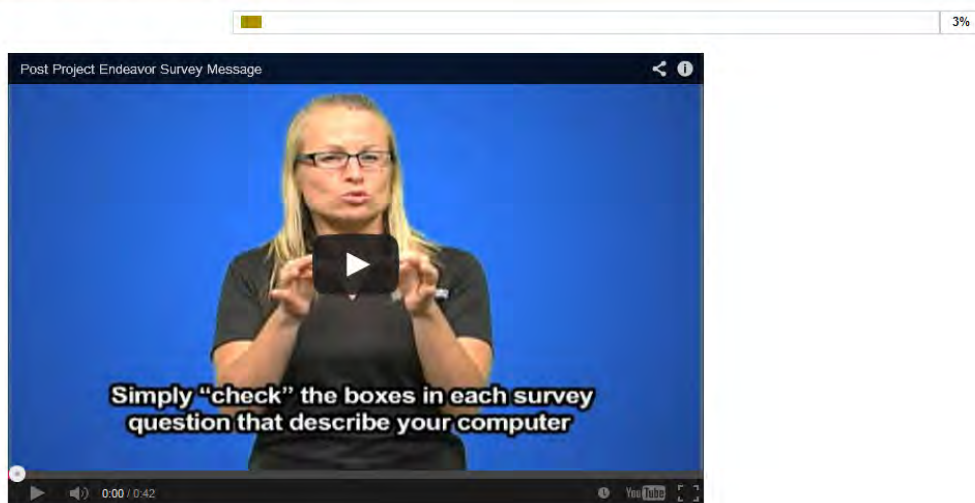 3%
Post Project Endeavor Survey Message
Simply “check” the boxes in each survey
question that describe your computer
0:00 / 0:42
YouTube